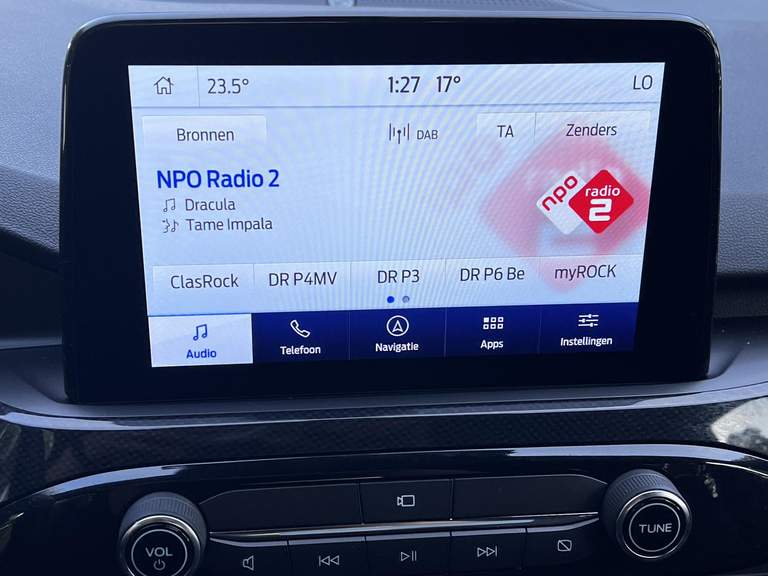 23.5° 1:27 17° LO
Bronnen DAB TA Zenders
NPO Radio 2
Dracula
Tame Impala
npo radio 2
ClasRock DR P4MV DR P3 DR P6 Be myROCK
Audio Telefoon Navigatie Apps Instellingen
VOL TUNE